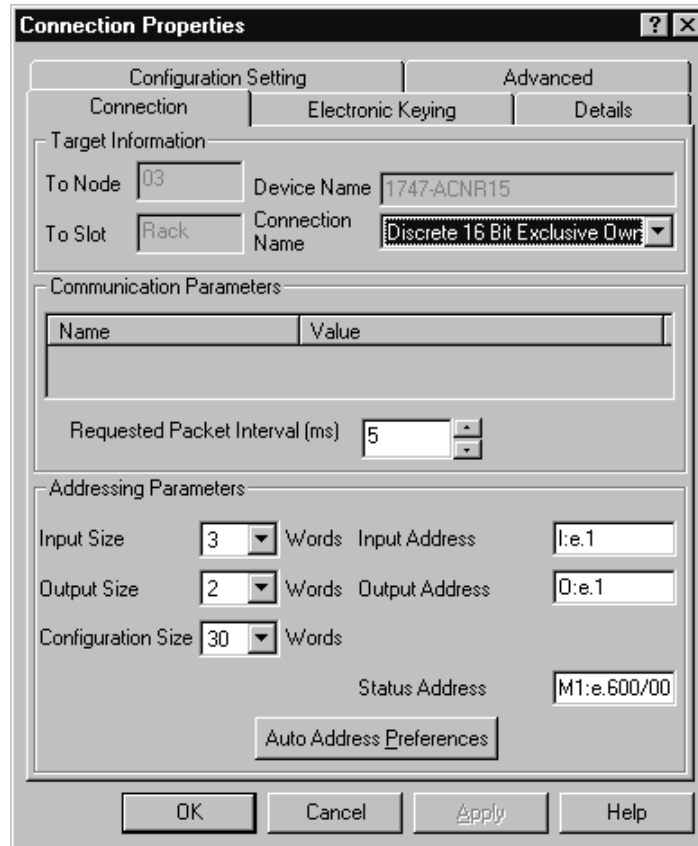 Connection Properties
? X
Configuration Setting Advanced
Connection Electronic Keying Details
Target Information
To Node 03 Device Name 1747-ACNR15
To Slot Rack Connection Name Discrete 16 Bit Exclusive Own
Communication Parameters
Name Value
Requested Packet Interval (ms) 5
Addressing Parameters
Input Size 3 Words Input Address I:e.1
Output Size 2 Words Output Address O:e.1
Configuration Size 30 Words
Status Address M1:e.600/00
Auto Address Preferences
OK Cancel Apply Help